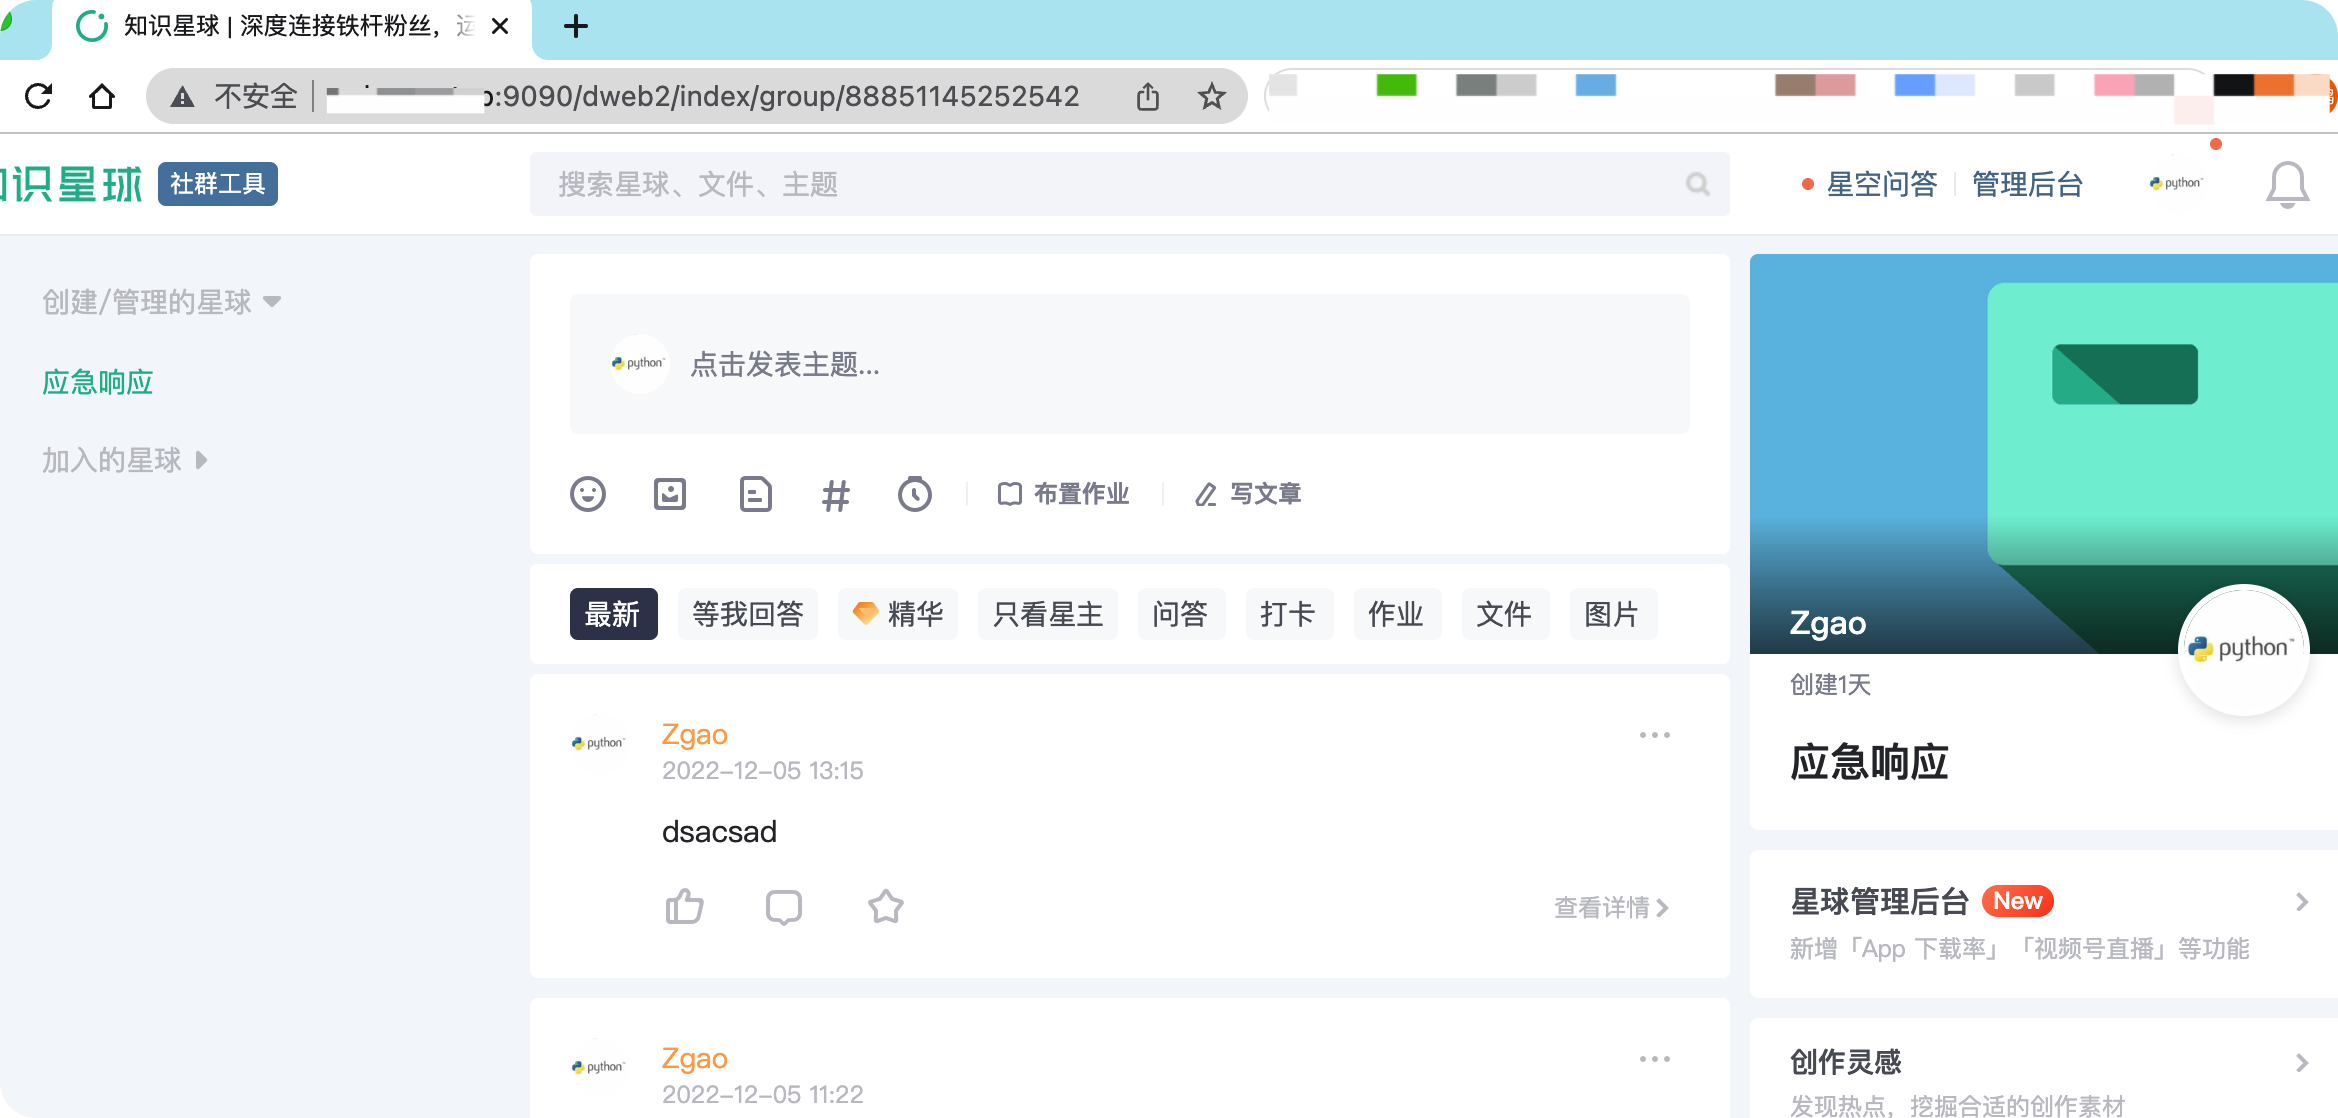 知识星球 | 深度连接铁杆粉丝，运
不安全 :9090/dweb2/index/group/88851145252542
识星球 社群工具
搜索星球、文件、主题
星空问答 管理后台 python
创建/管理的星球
应急响应
加入的星球
python 点击发表主题...
布置作业 写文章
最新 等我回答 精华 只看星主 问答 打卡 作业 文件 图片
python
Zgao
2022-12-05 13:15
dsacsad
查看详情
python
Zgao
2022-12-05 11:22
Zgao
python
创建1天
应急响应
星球管理后台 New
新增「App 下载率」「视频号直播」等功能
创作灵感
发现热点，挖掘合适的创作素材